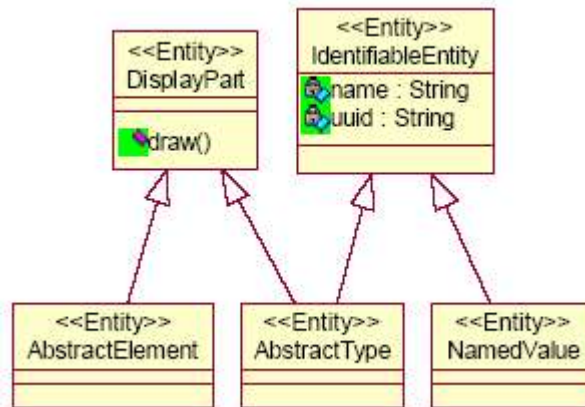 <<Entity>>
DisplayPart
draw()
<<Entity>>
IdentifiableEntity
name : String
uuid : String
<<Entity>>
AbstractElement
<<Entity>>
AbstractType
<<Entity>>
NamedValue